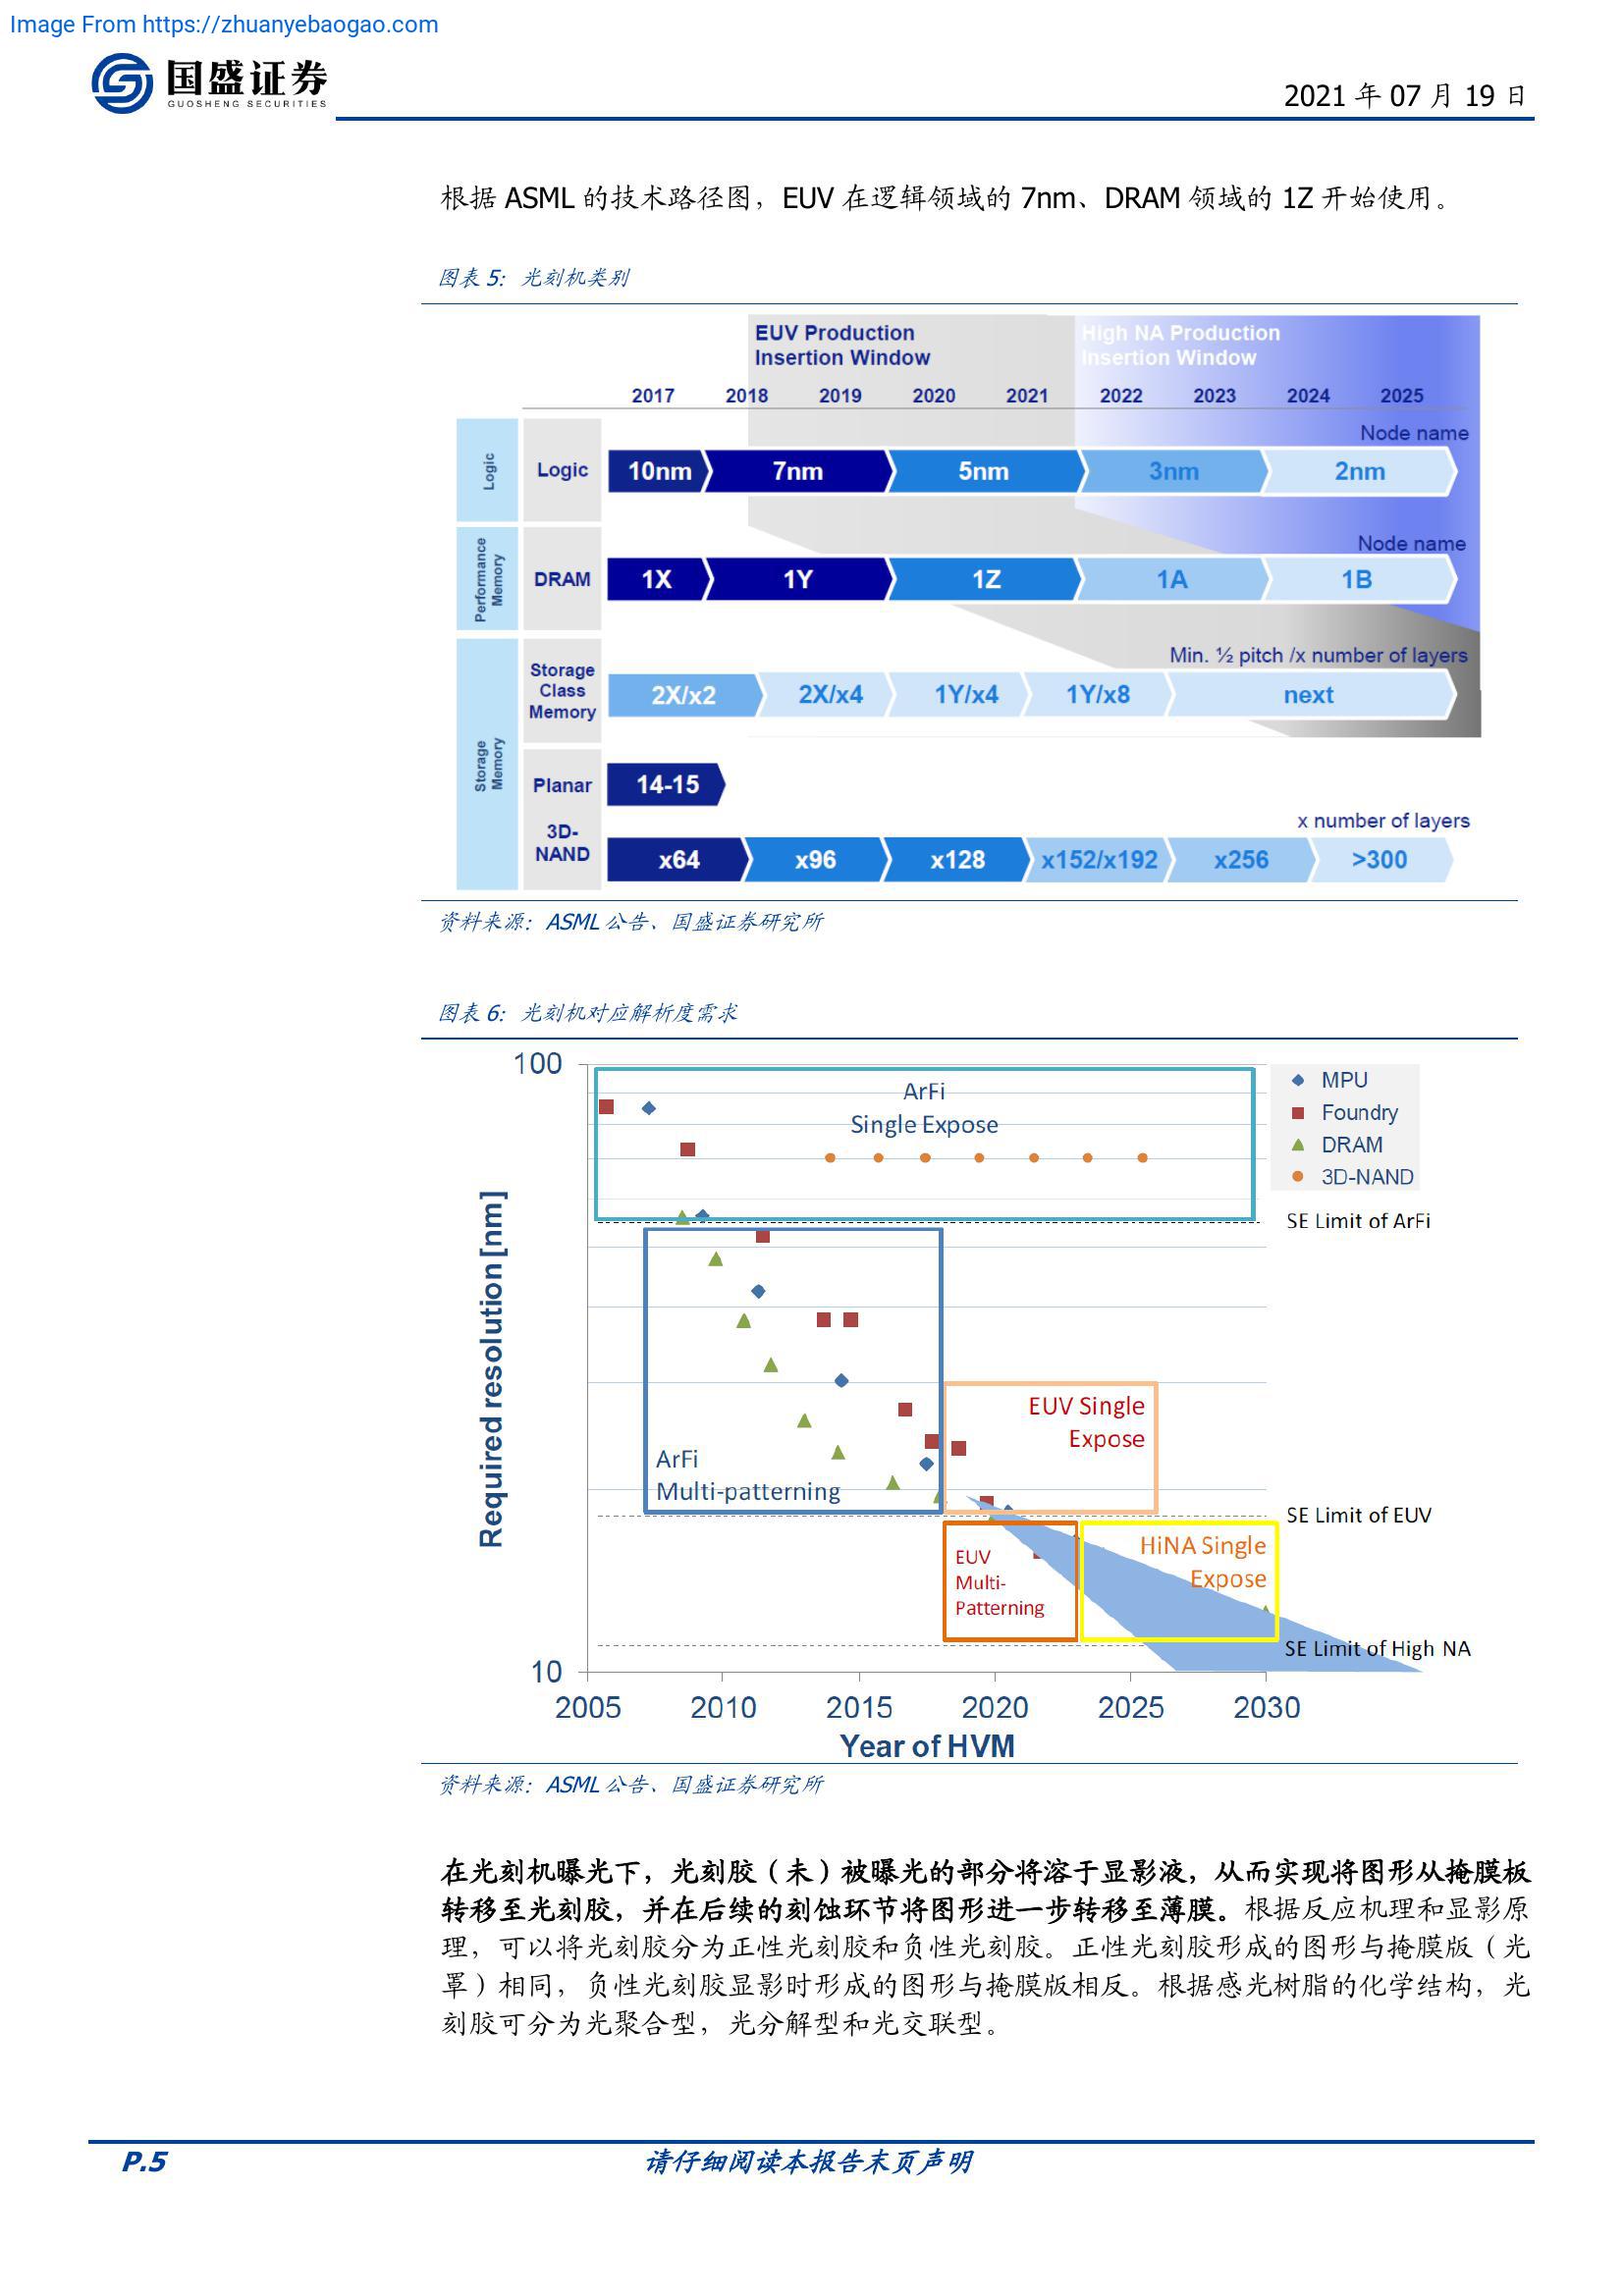 Image From https://zhuanyebaogao.com
国盛证券
GUOSHENG SECURITIES
2021 年 07 月 19 日
根据 ASML 的技术路径图，EUV 在逻辑领域的 7nm、DRAM 领域的 1Z 开始使用。
图表 5: 光刻机类别
EUV Production
Insertion Window
High NA Production
Insertion Window
2017 2018 2019 2020 2021 2022 2023 2024 2025
Node name
Logic
Logic
10nm 7nm 5nm 3nm 2nm
Node name
Performance
Memory
DRAM
1X 1Y 1Z 1A 1B
Min. ½ pitch /x number of layers
Storage
Class
Memory
2X/x2 2X/x4 1Y/x4 1Y/x8 next
Storage
Memory
Planar
14-15
x number of layers
3D-
NAND
x64 x96 x128 x152/x192 x256 >300
资料来源：ASML 公告、国盛证券研究所
图表 6: 光刻机对应解析度需求
100
ArFi
Single Expose
MPU
Foundry
DRAM
3D-NAND
SE Limit of ArFi
Required resolution [nm]
EUV Single
Expose
ArFi
Multi-patterning
SE Limit of EUV
HiNA Single
Expose
EUV
Multi-
Patterning
SE Limit of High NA
10
2005 2010 2015 2020 2025 2030
Year of HVM
资料来源：ASML 公告、国盛证券研究所
在光刻机曝光下，光刻胶（未）被曝光的部分将溶于显影液，从而实现将图形从掩膜板
转移至光刻胶，并在后续的刻蚀环节将图形进一步转移至薄膜。根据反应机理和显影原
理，可以将光刻胶分为正性光刻胶和负性光刻胶。正性光刻胶形成的图形与掩膜版（光
罩）相同，负性光刻胶显影时形成的图形与掩膜版相反。根据感光树脂的化学结构，光
刻胶可分为光聚合型，光分解型和光交联型。
P.5
请仔细阅读本报告末页声明